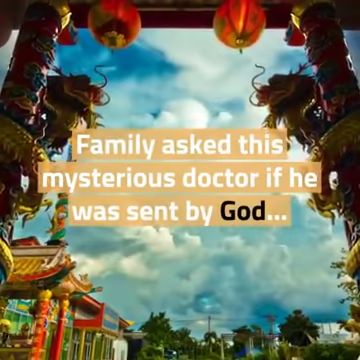 Family asked this
mysterious doctor if he
was sent by God...